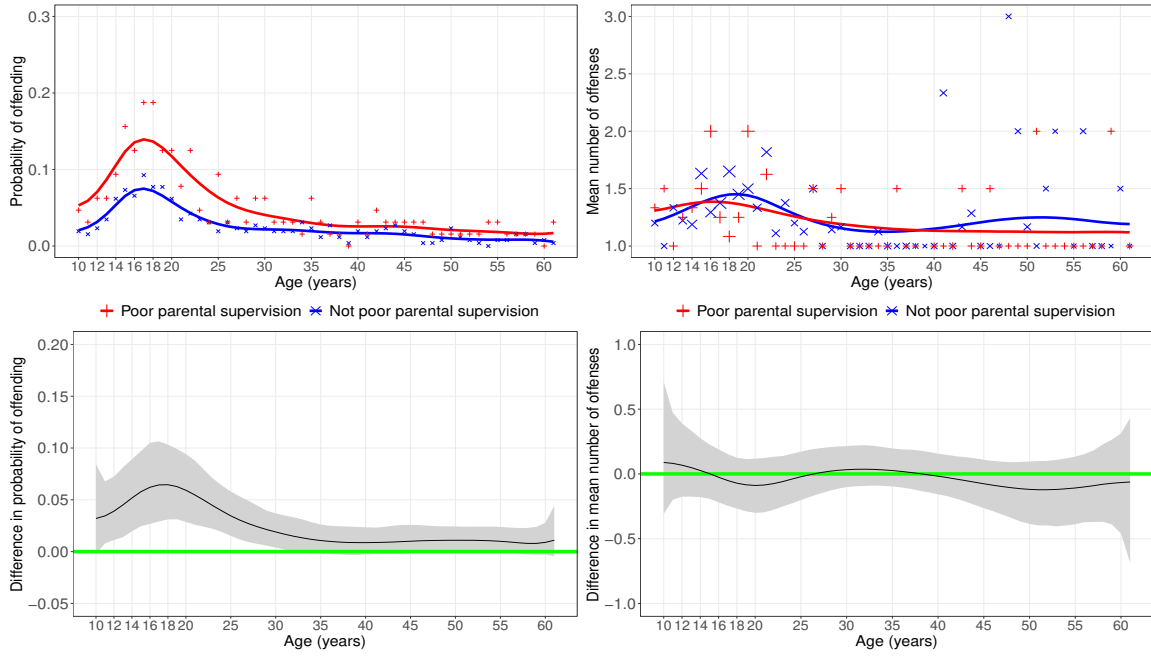 Probability of offending
0.3
0.2
0.1
0.0
10 12 14 16 18 20 25 30 35 40 45 50 55 60
Age (years)
Mean number of offenses
3.0
2.5
2.0
1.5
1.0
10 12 14 16 18 20 25 30 35 40 45 50 55 60
Age (years)
Poor parental supervision Not poor parental supervision
Poor parental supervision Not poor parental supervision
Difference in probability of offending
0.20
0.15
0.10
0.05
0.00
−0.05
10 12 14 16 18 20 25 30 35 40 45 50 55 60
Age (years)
Difference in mean number of offenses
1.0
0.5
0.0
−0.5
−1.0
10 12 14 16 18 20 25 30 35 40 45 50 55 60
Age (years)